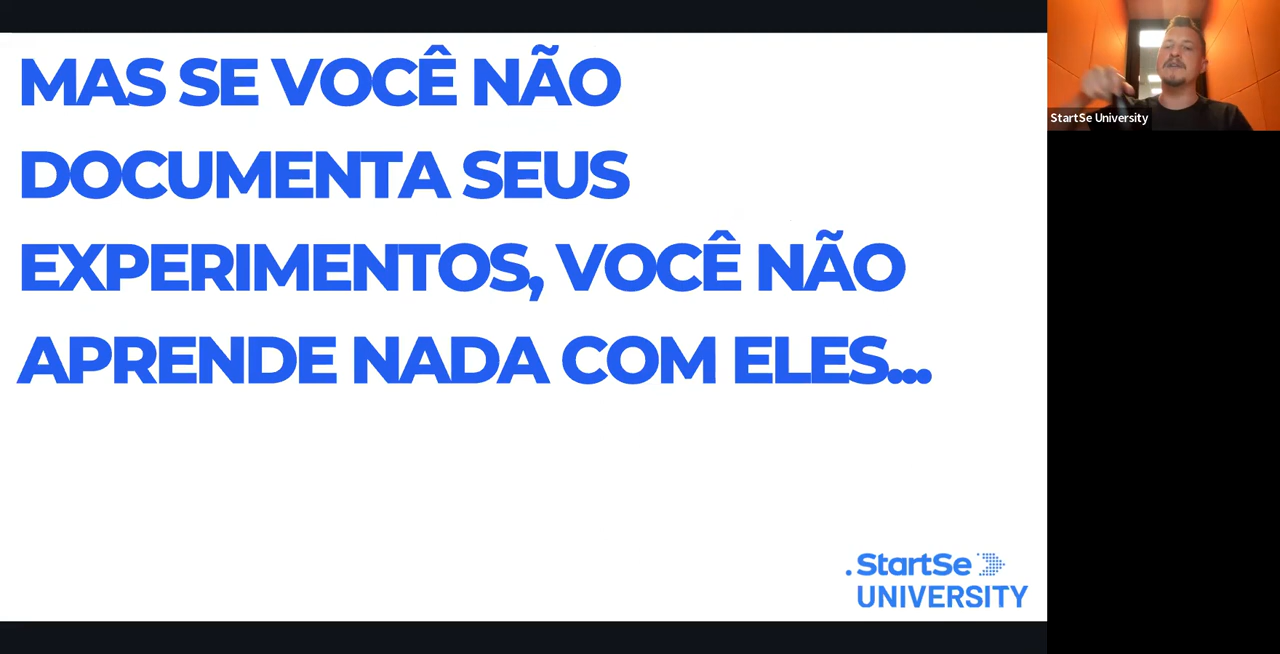 MAS SE VOCÊ NÃO
DOCUMENTA SEUS
EXPERIMENTOS, VOCÊ NÃO
APRENDE NADA COM ELES...
StartSe University
.StartSe
UNIVERSITY